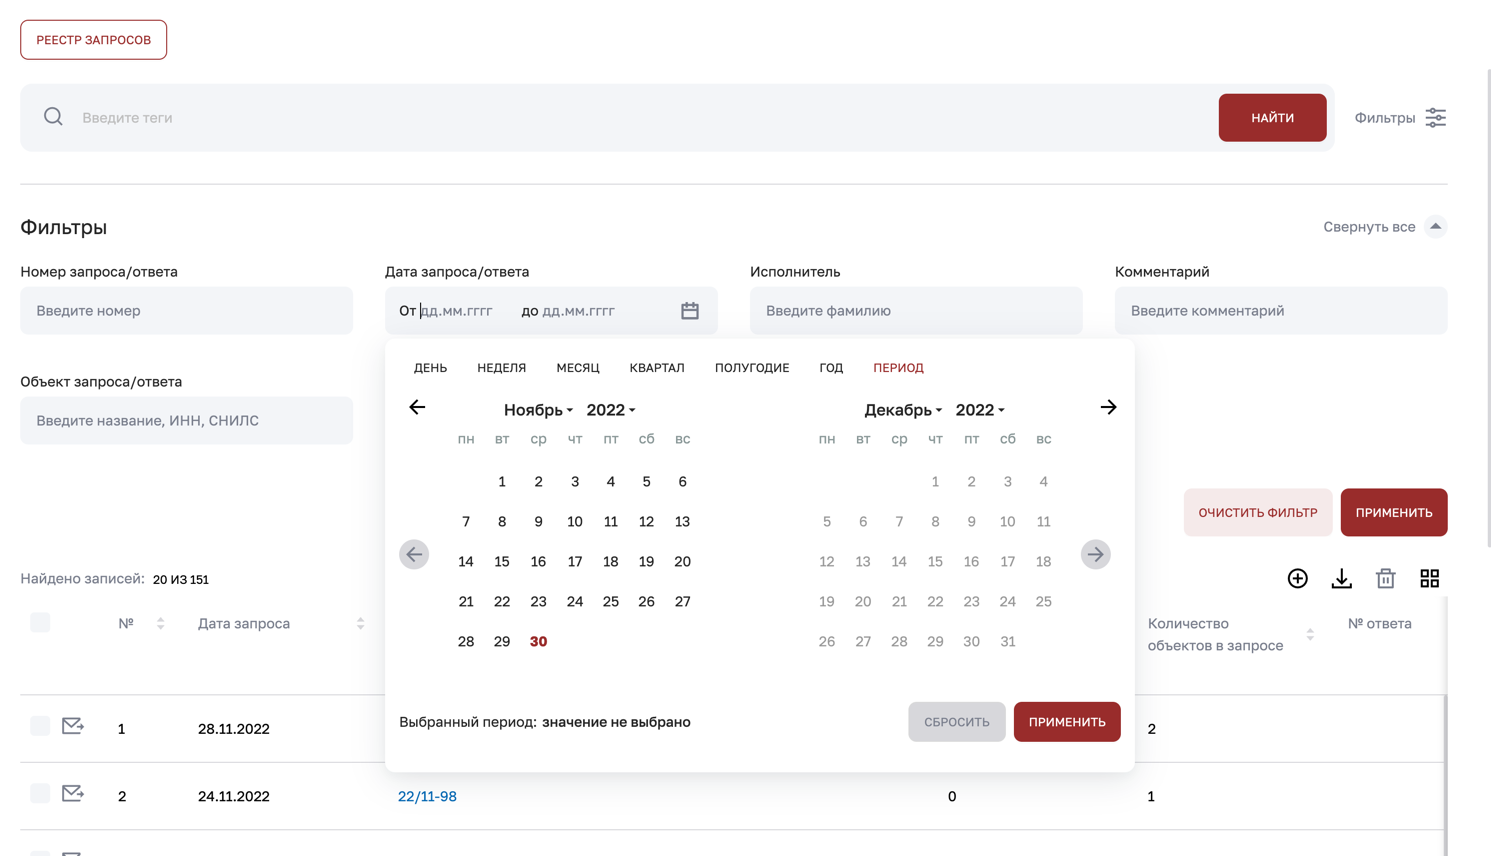 РЕЕСТР ЗАПРОСОВ
Введите теги
НАЙТИ
Фильтры
Фильтры
Свернуть все
Номер запроса/ответа
Дата запроса/ответа
Исполнитель
Комментарий
Введите номер
От дд.мм.гггг до дд.мм.гггг
Введите фамилию
Введите комментарий
Объект запроса/ответа
Введите название, ИНН, СНИЛС
ДЕНЬ НЕДЕЛЯ МЕСЯЦ КВАРТАЛ ПОЛУГОДИЕ ГОД ПЕРИОД
Ноябрь 2022
пн вт ср чт пт сб вс
1 2 3 4 5 6
7 8 9 10 11 12 13
14 15 16 17 18 19 20
21 22 23 24 25 26 27
28 29 30
Декабрь 2022
пн вт ср чт пт сб вс
1 2 3 4
5 6 7 8 9 10 11
12 13 14 15 16 17 18
19 20 21 22 23 24 25
26 27 28 29 30 31
Выбранный период: значение не выбрано
СБРОСИТЬ
ПРИМЕНИТЬ
ОЧИСТИТЬ ФИЛЬТР
ПРИМЕНИТЬ
Найдено записей: 20 ИЗ 151
№
Дата запроса
Количество
объектов в запросе
№ ответа
1 28.11.2022 2
2 24.11.2022 22/11-98 0 1